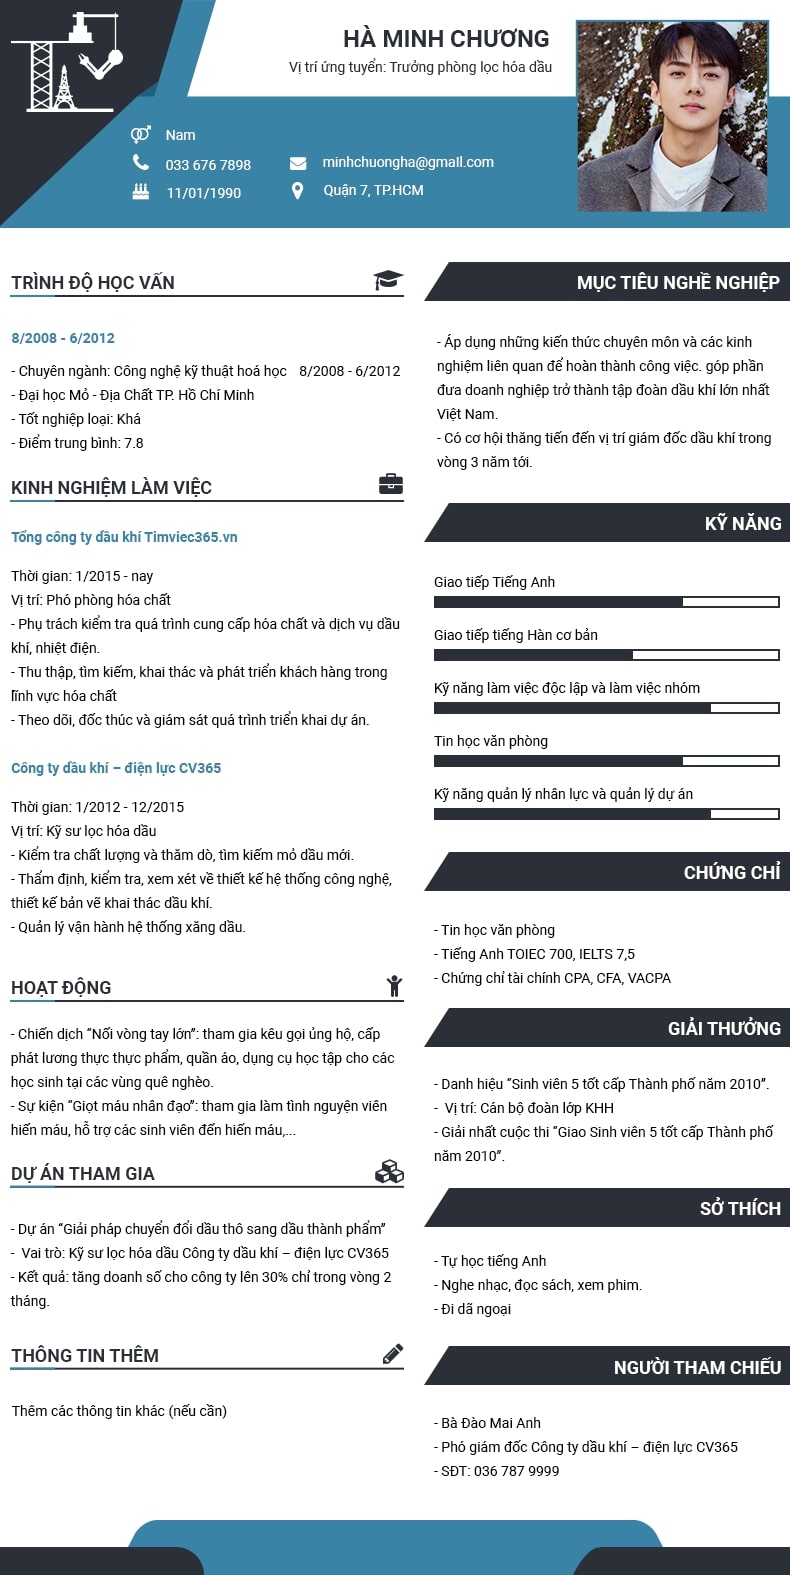 HÀ MINH CHƯƠNG
Vị trí ứng tuyển: Trưởng phòng lọc hóa dầu
Nam
033 676 7898
minhchuongha@gmail.com
11/01/1990
Quận 7, TP.HCM
TRÌNH ĐỘ HỌC VẤN
8/2008 - 6/2012
- Chuyên ngành: Công nghệ kỹ thuật hoá học 8/2008 - 6/2012
- Đại học Mỏ - Địa Chất TP. Hồ Chí Minh
- Tốt nghiệp loại: Khá
- Điểm trung bình: 7.8
KINH NGHIỆM LÀM VIỆC
Tổng công ty dầu khí Timviec365.vn
Thời gian: 1/2015 - nay
Vị trí: Phó phòng hóa chất
- Phụ trách kiểm tra quá trình cung cấp hóa chất và dịch vụ dầu
khí, nhiệt điện.
- Thu thập, tìm kiếm, khai thác và phát triển khách hàng trong
lĩnh vực hóa chất
- Theo dõi, đốc thúc và giám sát quá trình triển khai dự án.
Công ty dầu khí – điện lực CV365
Thời gian: 1/2012 - 12/2015
Vị trí: Kỹ sư lọc hóa dầu
- Kiểm tra chất lượng và thăm dò, tìm kiếm mỏ dầu mới.
- Thẩm định, kiểm tra, xem xét về thiết kế hệ thống công nghệ,
thiết kế bản vẽ khai thác dầu khí.
- Quản lý vận hành hệ thống xăng dầu.
HOẠT ĐỘNG
- Chiến dịch “Nối vòng tay lớn”: tham gia kêu gọi ủng hộ, cấp
phát lương thực thực phẩm, quần áo, dụng cụ học tập cho các
học sinh tại các vùng quê nghèo.
- Sự kiện “Giọt máu nhân đạo”: tham gia làm tình nguyện viên
hiến máu, hỗ trợ các sinh viên đến hiến máu,...
DỰ ÁN THAM GIA
- Dự án “Giải pháp chuyển đổi dầu thô sang dầu thành phẩm”
- Vai trò: Kỹ sư lọc hóa dầu Công ty dầu khí – điện lực CV365
- Kết quả: tăng doanh số cho công ty lên 30% chỉ trong vòng 2
tháng.
THÔNG TIN THÊM
Thêm các thông tin khác (nếu cần)
MỤC TIÊU NGHỀ NGHIỆP
- Áp dụng những kiến thức chuyên môn và các kinh
nghiệm liên quan để hoàn thành công việc. góp phần
đưa doanh nghiệp trở thành tập đoàn dầu khí lớn nhất
Việt Nam.
- Có cơ hội thăng tiến đến vị trí giám đốc dầu khí trong
vòng 3 năm tới.
KỸ NĂNG
Giao tiếp Tiếng Anh
Giao tiếp tiếng Hàn cơ bản
Kỹ năng làm việc độc lập và làm việc nhóm
Tin học văn phòng
Kỹ năng quản lý nhân lực và quản lý dự án
CHỨNG CHỈ
- Tin học văn phòng
- Tiếng Anh TOIEC 700, IELTS 7,5
- Chứng chỉ tài chính CPA, CFA, VACPA
GIẢI THƯỞNG
- Danh hiệu “Sinh viên 5 tốt cấp Thành phố năm 2010”.
- Vị trí: Cán bộ đoàn lớp KHH
- Giải nhất cuộc thi “Giao Sinh viên 5 tốt cấp Thành phố
năm 2010”.
SỞ THÍCH
- Tự học tiếng Anh
- Nghe nhạc, đọc sách, xem phim.
- Đi dã ngoại
NGƯỜI THAM CHIẾU
- Bà Đào Mai Anh
- Phó giám đốc Công ty dầu khí – điện lực CV365
- SĐT: 036 787 9999